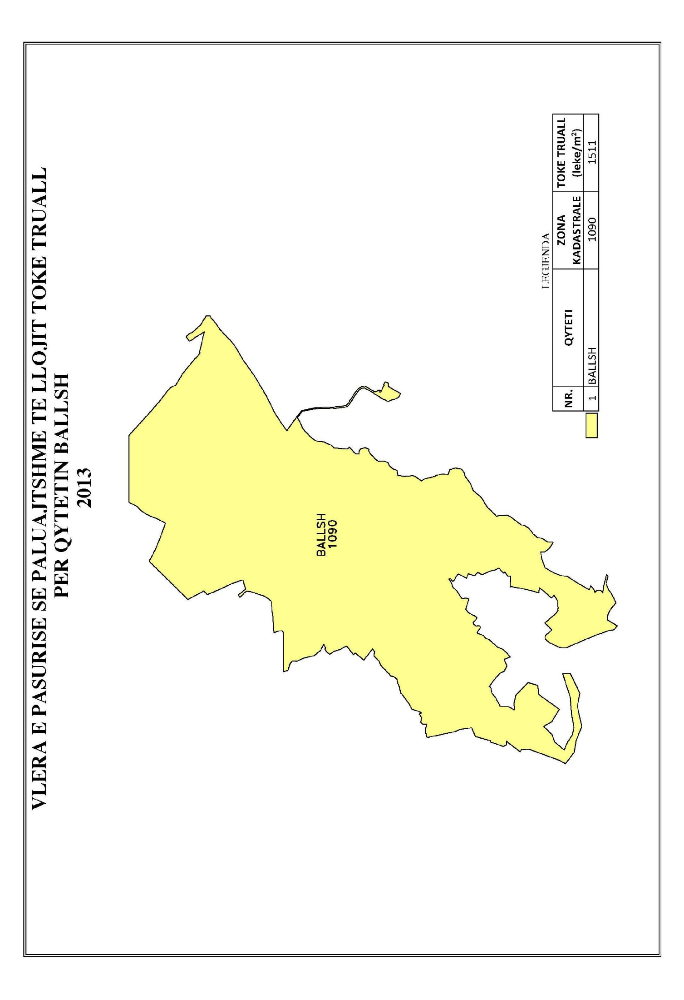 VLERA E PASURISE SE PALUAJTSHME TE LLOJIT TOKE TRUALL
PER QYTETIN BALLSH
2013
BALLSH
1090
LEGJENDA
NR. QYTETI ZONA KADASTRALE TOKE TRUALL (leke/m²)
1 BALLSH 1090 1511